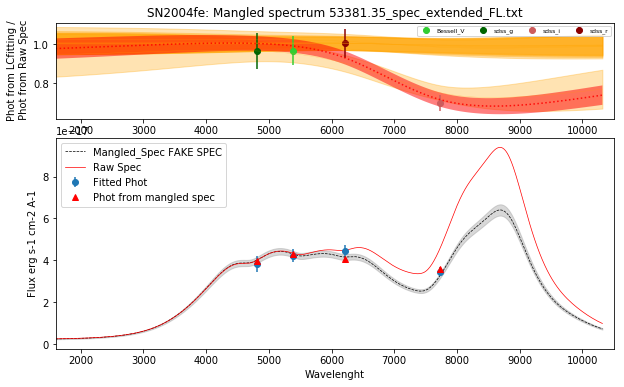 SN2004fe: Mangled spectrum 53381.35_spec_extended_FL.txt
Phot from LCfitting /
Phot from Raw Spec
1.0
0.8
Bessell_V
sdss_g
sdss_i
sdss_r
2000 3000 4000 5000 6000 7000 8000 9000 10000
1e-17
Flux erg s-1 cm-2 A-1
8
6
4
2
0
Mangled_Spec FAKE SPEC
Raw Spec
Fitted Phot
Phot from mangled spec
2000 3000 4000 5000 6000 7000 8000 9000 10000
Wavelenght